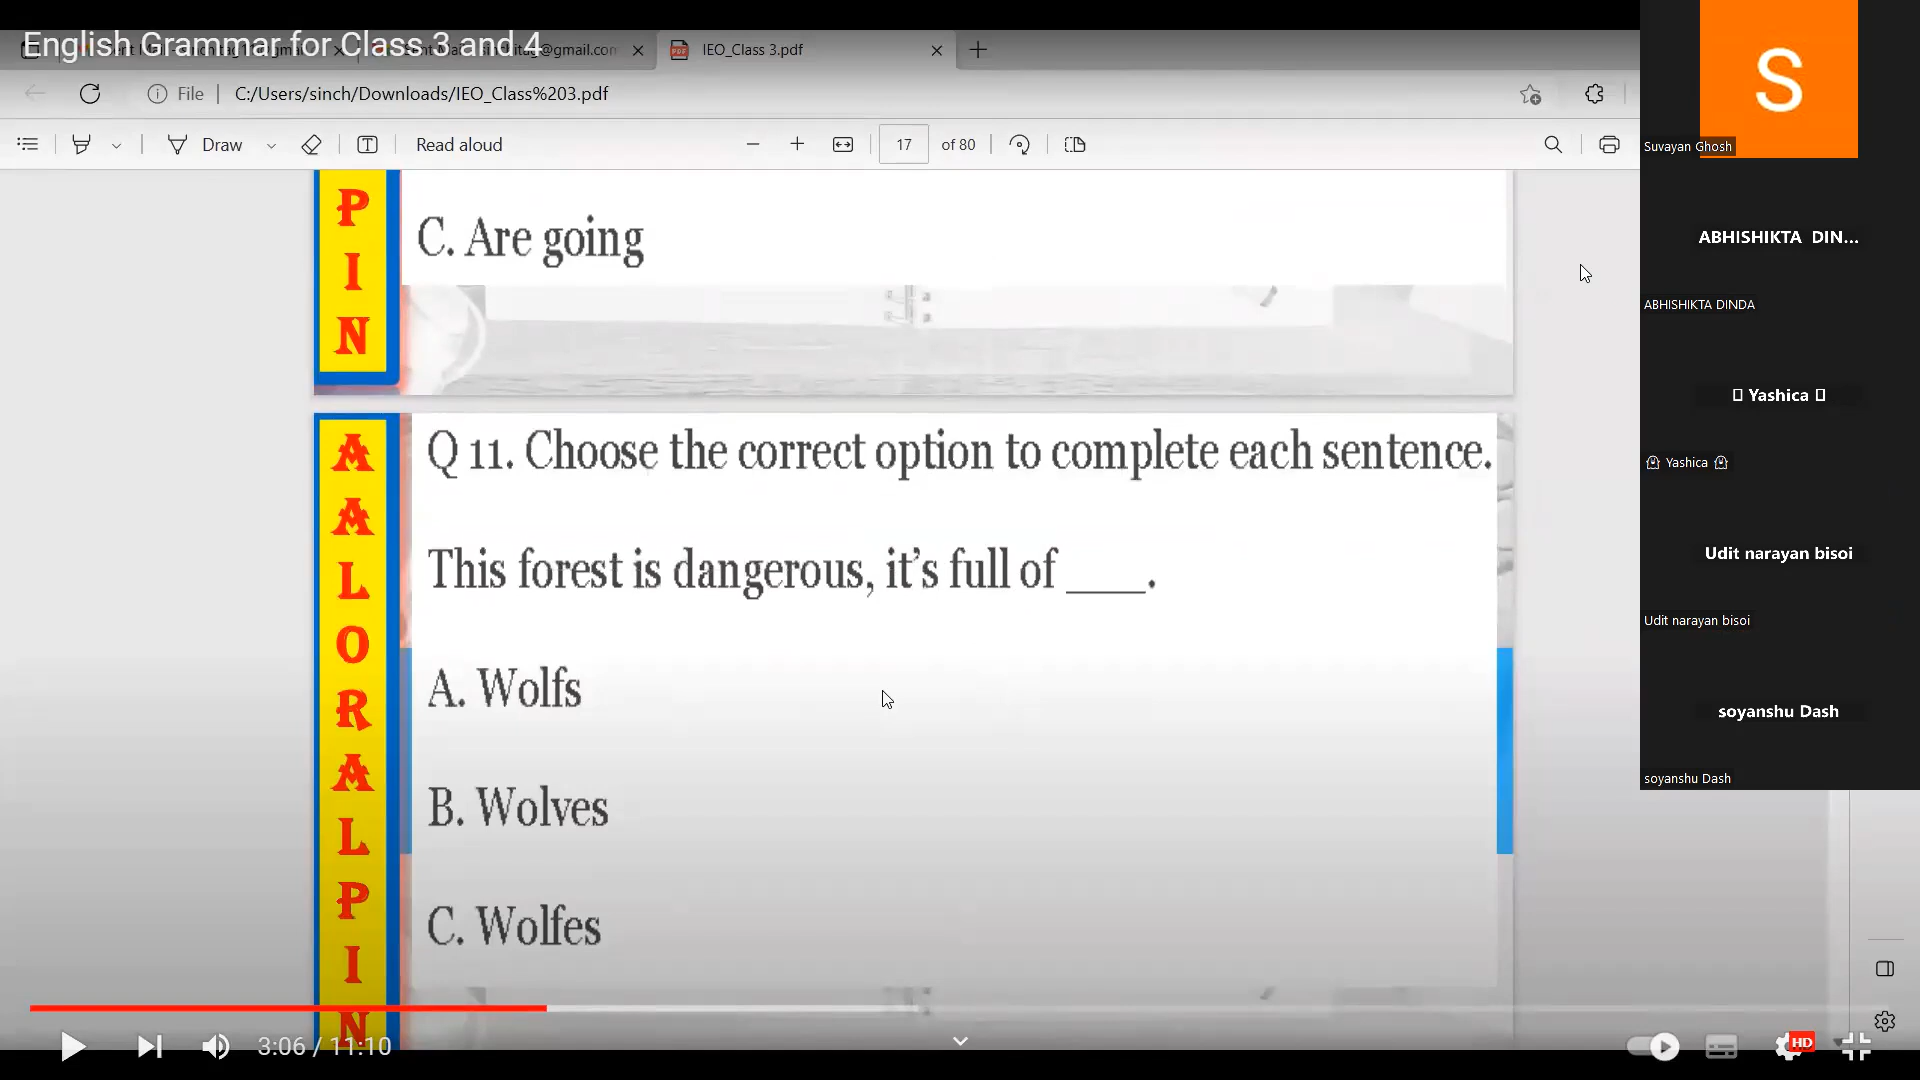 English Grammar for Class 3 and 4
@gmail.com
IEO_Class 3.pdf
File
C:/Users/sinch/Downloads/IEO_Class%203.pdf
Draw
Read aloud
17 of 80
P
I
N
C. Are going
A
A
L
O
R
A
L
P
I
N
Q 11. Choose the correct option to complete each sentence.
This forest is dangerous, it’s full of ____.
A. Wolfs
B. Wolves
C. Wolfes
S
Suvayan Ghosh
ABHISHIKTA DIN...
ABHISHIKTA DINDA
Yashica
Yashica
Udit narayan bisoi
Udit narayan bisoi
soyanshu Dash
soyanshu Dash
3:06 / 11:10
HD